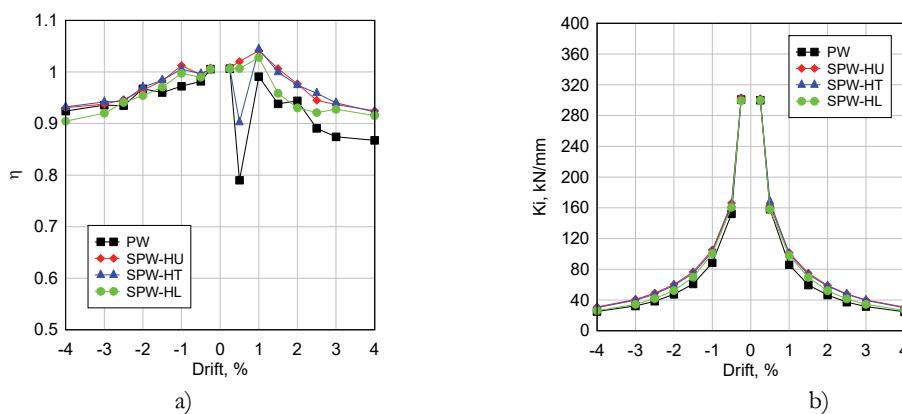 1.1
1
0.9
0.8
0.7
0.6
0.5
η
PW
SPW-HU
SPW-HT
SPW-HL
-4 -3 -2 -1 0 1 2 3 4
Drift, %
a)
400
360
320
280
240
200
160
120
80
40
0
Ki, kN/mm
PW
SPW-HU
SPW-HT
SPW-HL
-4 -3 -2 -1 0 1 2 3 4
Drift, %
b)